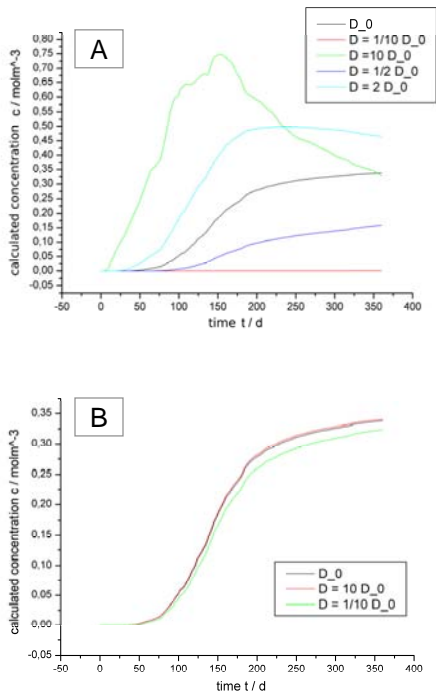 A
D_0
D = 1/10 D_0
D =10 D_0
D = 1/2 D_0
D = 2 D_0
calculated concentration c / molm^-3
0,80
0,75
0,70
0,65
0,60
0,55
0,50
0,45
0,40
0,35
0,30
0,25
0,20
0,15
0,10
0,05
0,00
0,05
-50 0 50 100 150 200 250 300 350 400
time t / d
B
calculated concentration c / molm^-3
0,35
0,30
0,25
0,20
0,15
0,10
0,05
0,00
-0,05
D_0
D = 10 D_0
D = 1/10 D_0
-50 0 50 100 150 200 250 300 350 400
time t / d